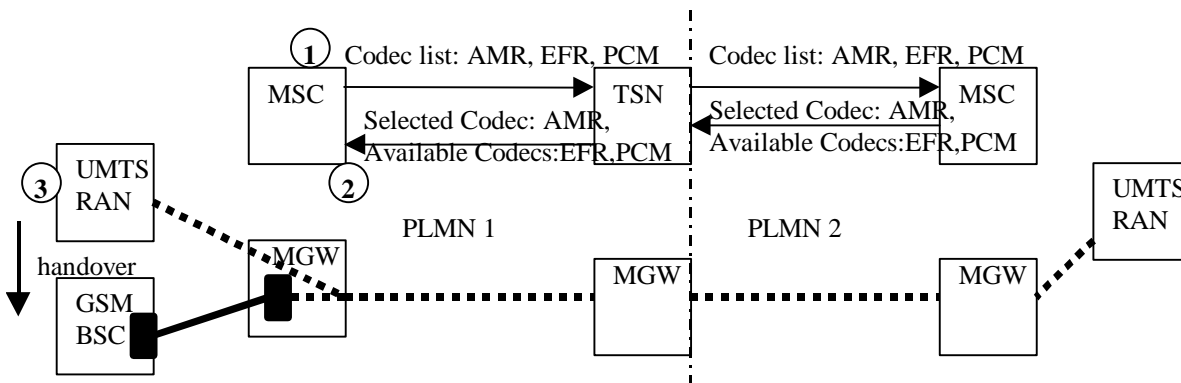 1
Codec list: AMR, EFR, PCM
Codec list: AMR, EFR, PCM
MSC
TSN
MSC
Selected Codec: AMR,
Available Codecs:EFR,PCM
Selected Codec: AMR,
Available Codecs:EFR,PCM
2
3
UMTS
RAN
UMTS
RAN
PLMN 1
PLMN 2
handover
MGW
MGW
MGW
GSM
BSC